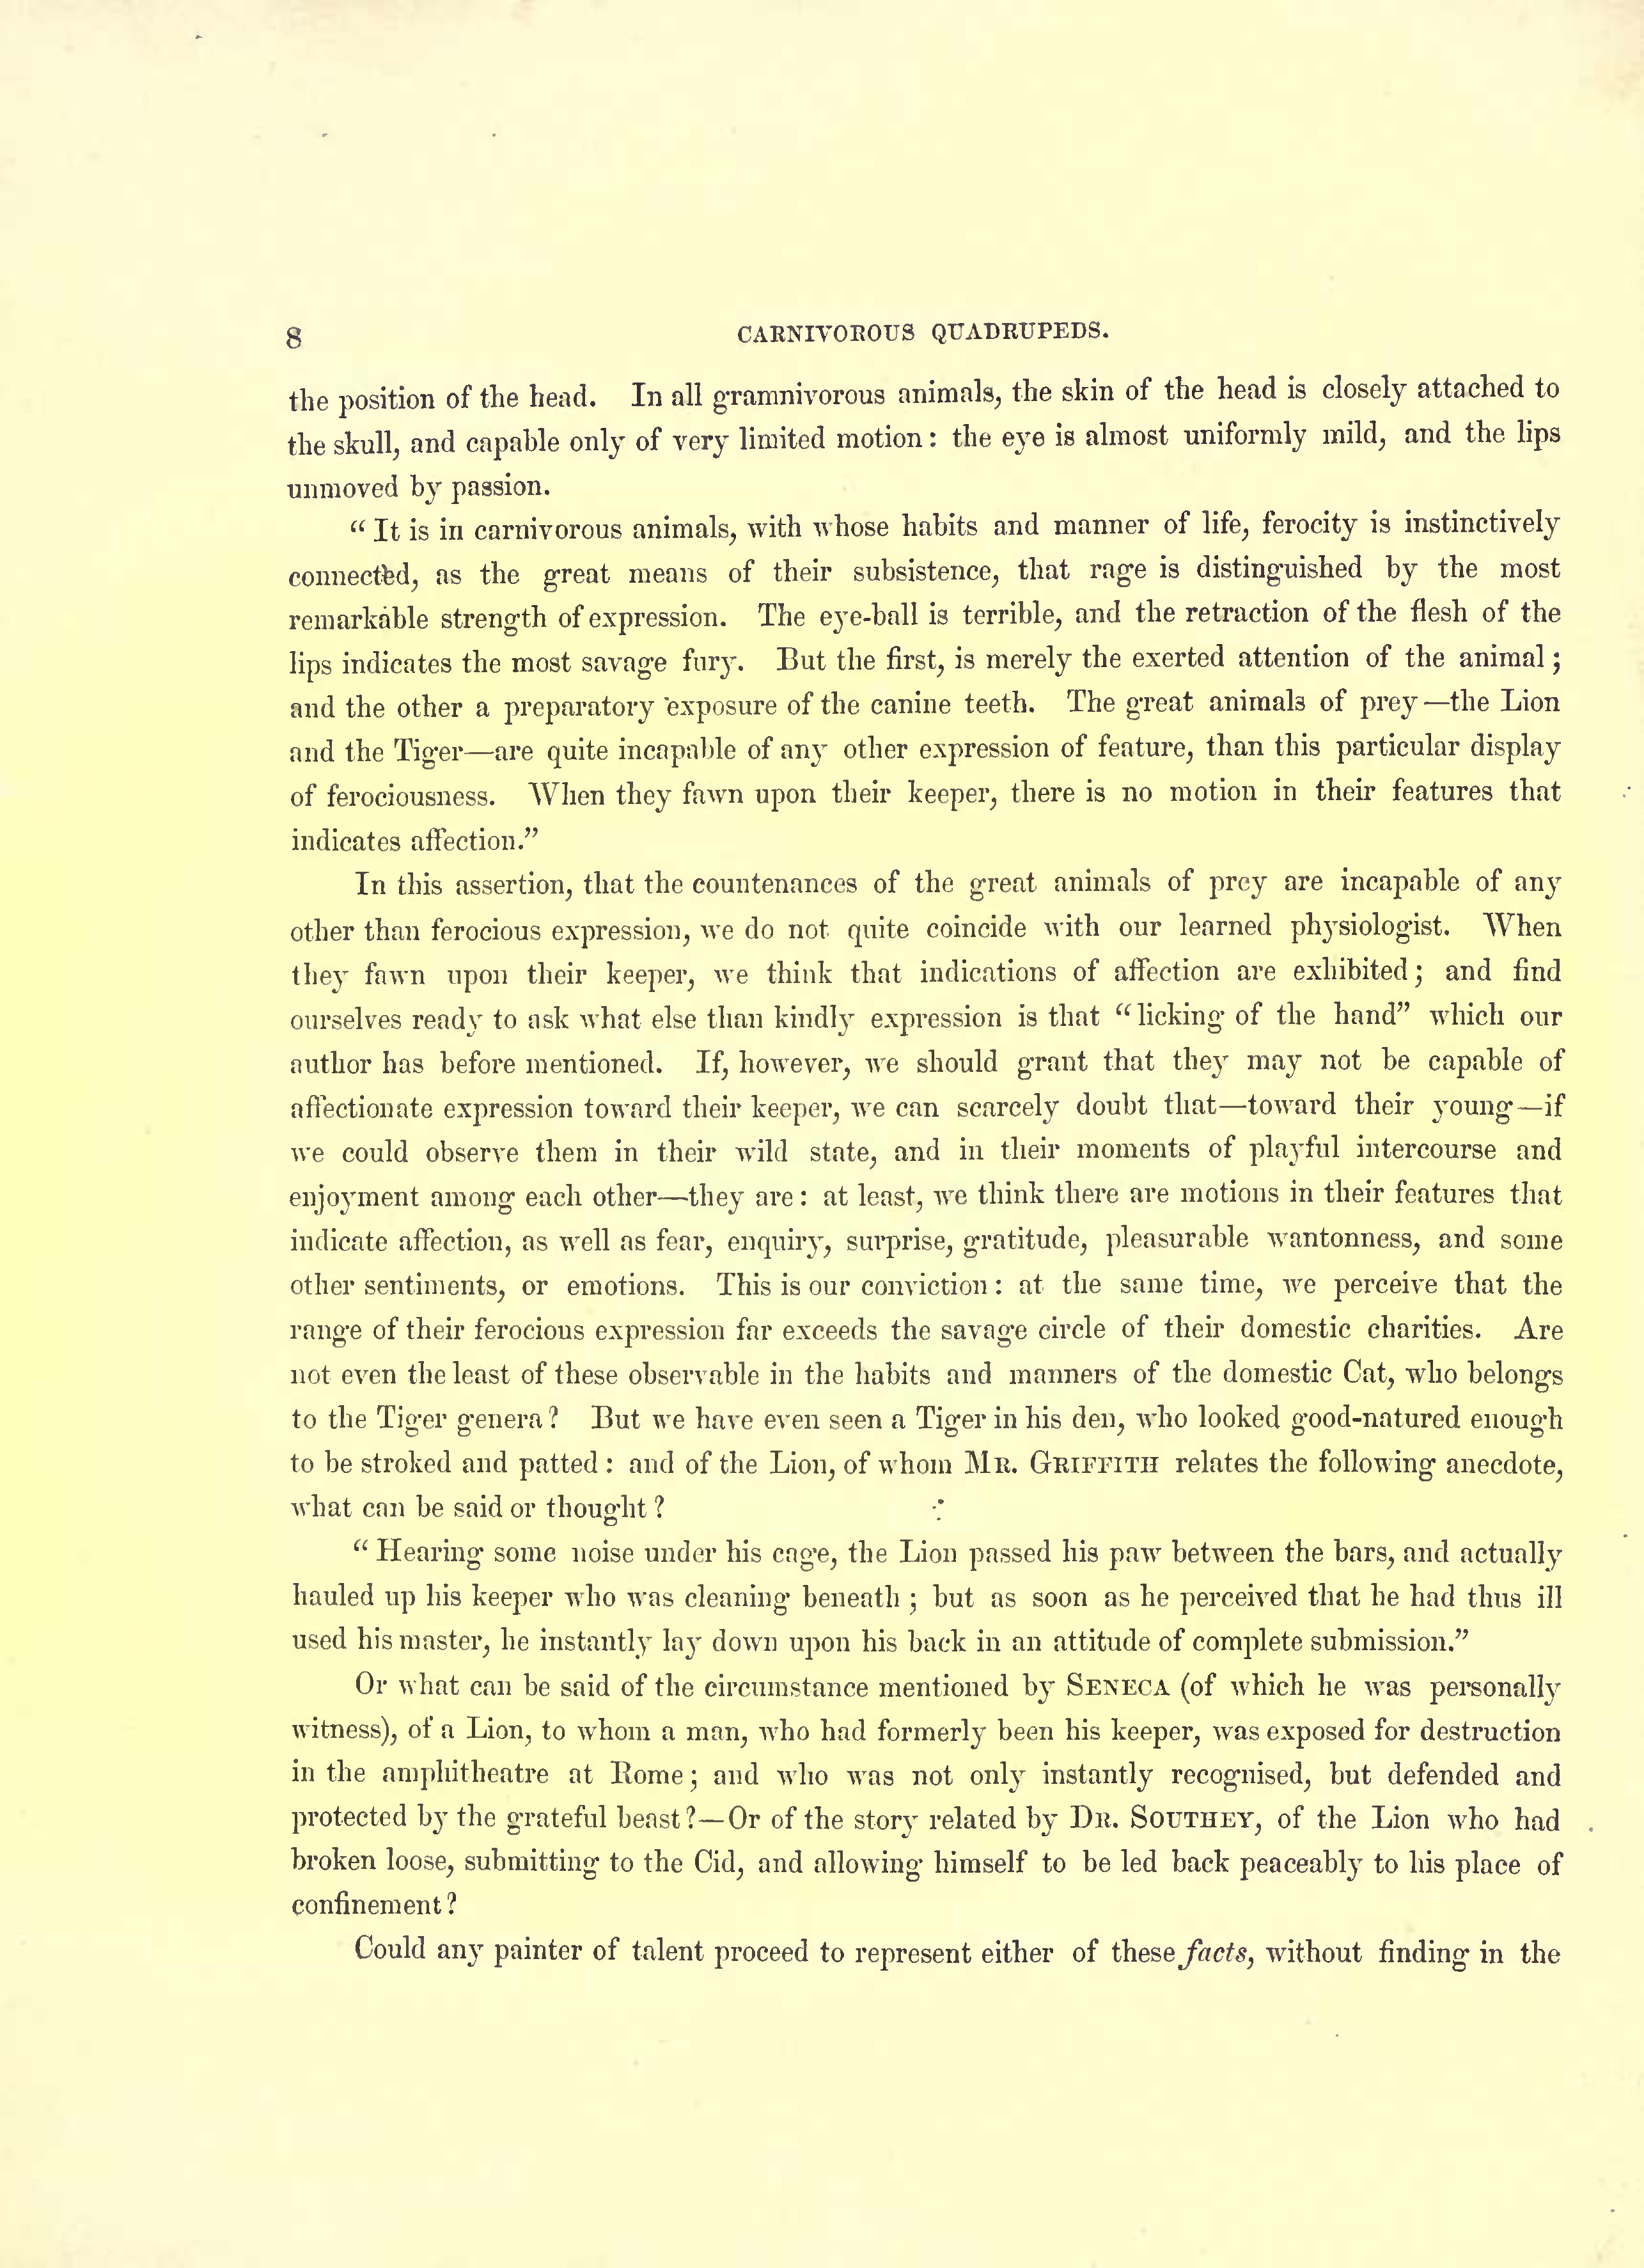 8 CARNIVOROUS QUADRUPEDS.
the position of the head. In all gramnivorous animals, the skin of the head is closely attached to
the skull, and capable only of very limited motion: the eye is almost uniformly mild, and the lips
unmoved by passion.
“ It is in carnivorous animals, with whose habits and manner of life, ferocity is instinctively
connected, as the great means of their subsistence, that rage is distinguished by the most
remarkable strength of expression. The eye-ball is terrible, and the retraction of the flesh of the
lips indicates the most savage fury. But the first, is merely the exerted attention of the animal;
and the other a preparatory exposure of the canine teeth. The great animals of prey—the Lion
and the Tiger—are quite incapable of any other expression of feature, than this particular display
of ferociousness. When they fawn upon their keeper, there is no motion in their features that
indicates affection.”
In this assertion, that the countenances of the great animals of prey are incapable of any
other than ferocious expression, we do not quite coincide with our learned physiologist. When
they fawn upon their keeper, we think that indications of affection are exhibited; and find
ourselves ready to ask what else than kindly expression is that “licking of the hand” which our
author has before mentioned. If, however, we should grant that they may not be capable of
affectionate expression toward their keeper, we can scarcely doubt that—toward their young—if
we could observe them in their wild state, and in their moments of playful intercourse and
enjoyment among each other—they are: at least, we think there are motions in their features that
indicate affection, as well as fear, enquiry, surprise, gratitude, pleasurable wantonness, and some
other sentiments, or emotions. This is our conviction: at the same time, we perceive that the
range of their ferocious expression far exceeds the savage circle of their domestic charities. Are
not even the least of these observable in the habits and manners of the domestic Cat, who belongs
to the Tiger genera? But we have even seen a Tiger in his den, who looked good-natured enough
to be stroked and patted: and of the Lion, of whom MR. GRIFFITH relates the following anecdote,
what can be said or thought?
“ Hearing some noise under his cage, the Lion passed his paw between the bars, and actually
hauled up his keeper who was cleaning beneath; but as soon as he perceived that he had thus ill
used his master, he instantly lay down upon his back in an attitude of complete submission.”
Or what can be said of the circumstance mentioned by SENECA (of which he was personally
witness), of a Lion, to whom a man, who had formerly been his keeper, was exposed for destruction
in the amphitheatre at Rome; and who was not only instantly recognised, but defended and
protected by the grateful beast?—Or of the story related by DR. SOUTHEY, of the Lion who had
broken loose, submitting to the Cid, and allowing himself to be led back peaceably to his place of
confinement?
Could any painter of talent proceed to represent either of these facts, without finding in the